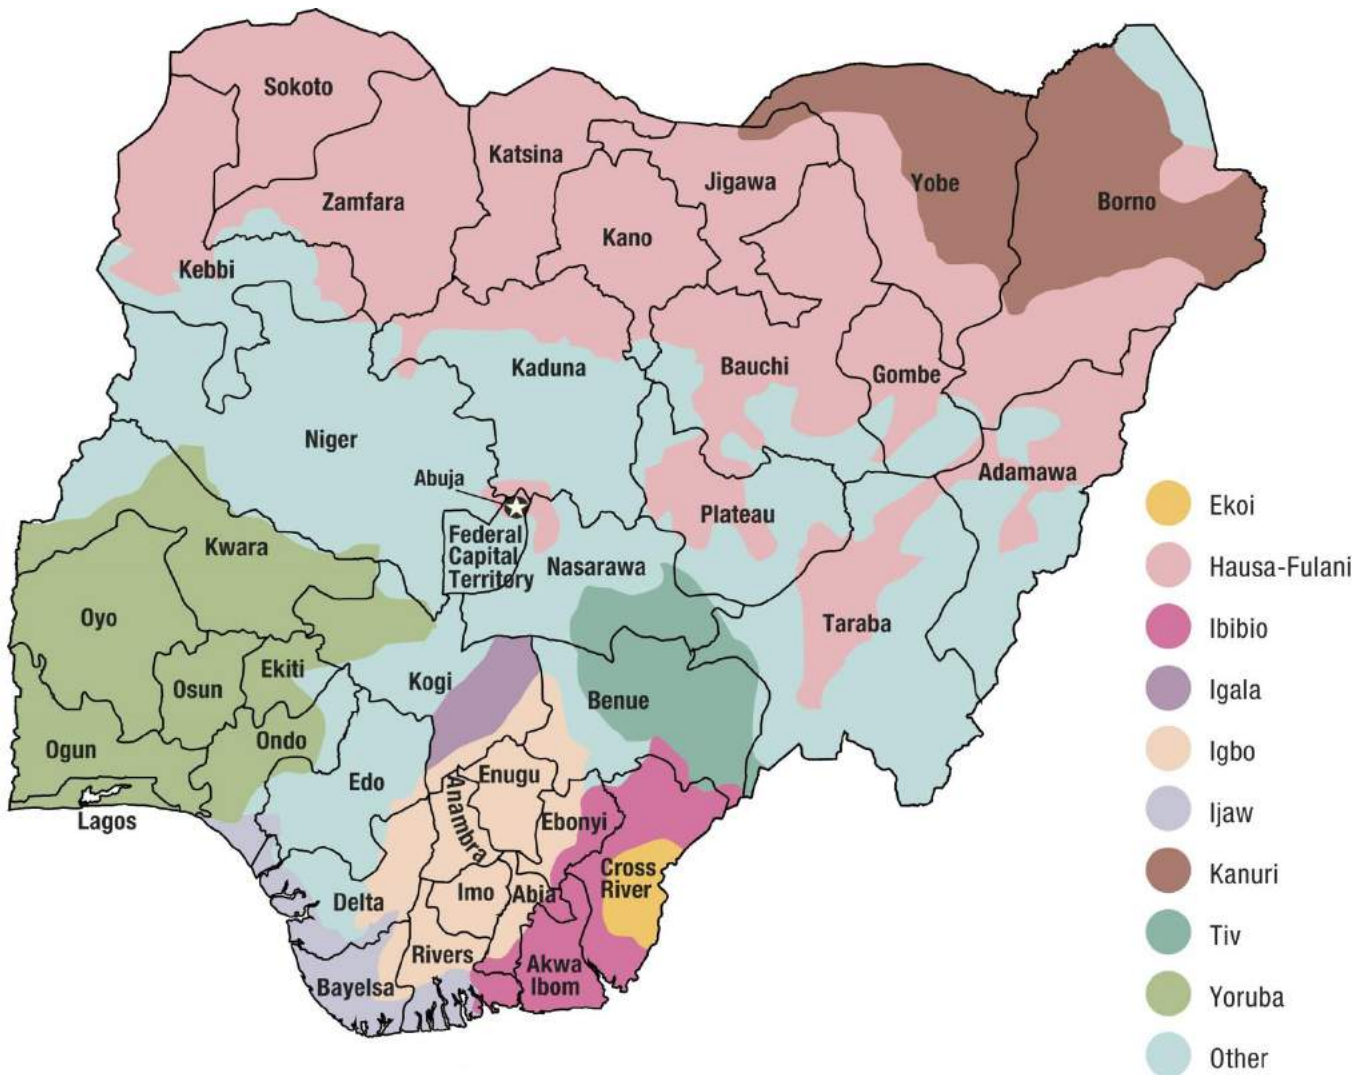 Sokoto
Katsina
Jigawa
Yobe
Borno
Zamfara
Kano
Kebbi
Kaduna
Bauchi
Gombe
Niger
Adamawa
Abuja
Plateau
Federal
Capital
Territory
Kwara
Nasarawa
Oyo
Taraba
Ekiti
Osun
Kogi
Benue
Ogun
Ondo
Edo
Enugu
Anambra
Lagos
Ebonyi
Cross
River
Imo
Abia
Delta
Rivers
Akwa
Ibom
Bayelsa
Ekoi
Hausa-Fulani
Ibibio
Igala
Igbo
Ijaw
Kanuri
Tiv
Yoruba
Other